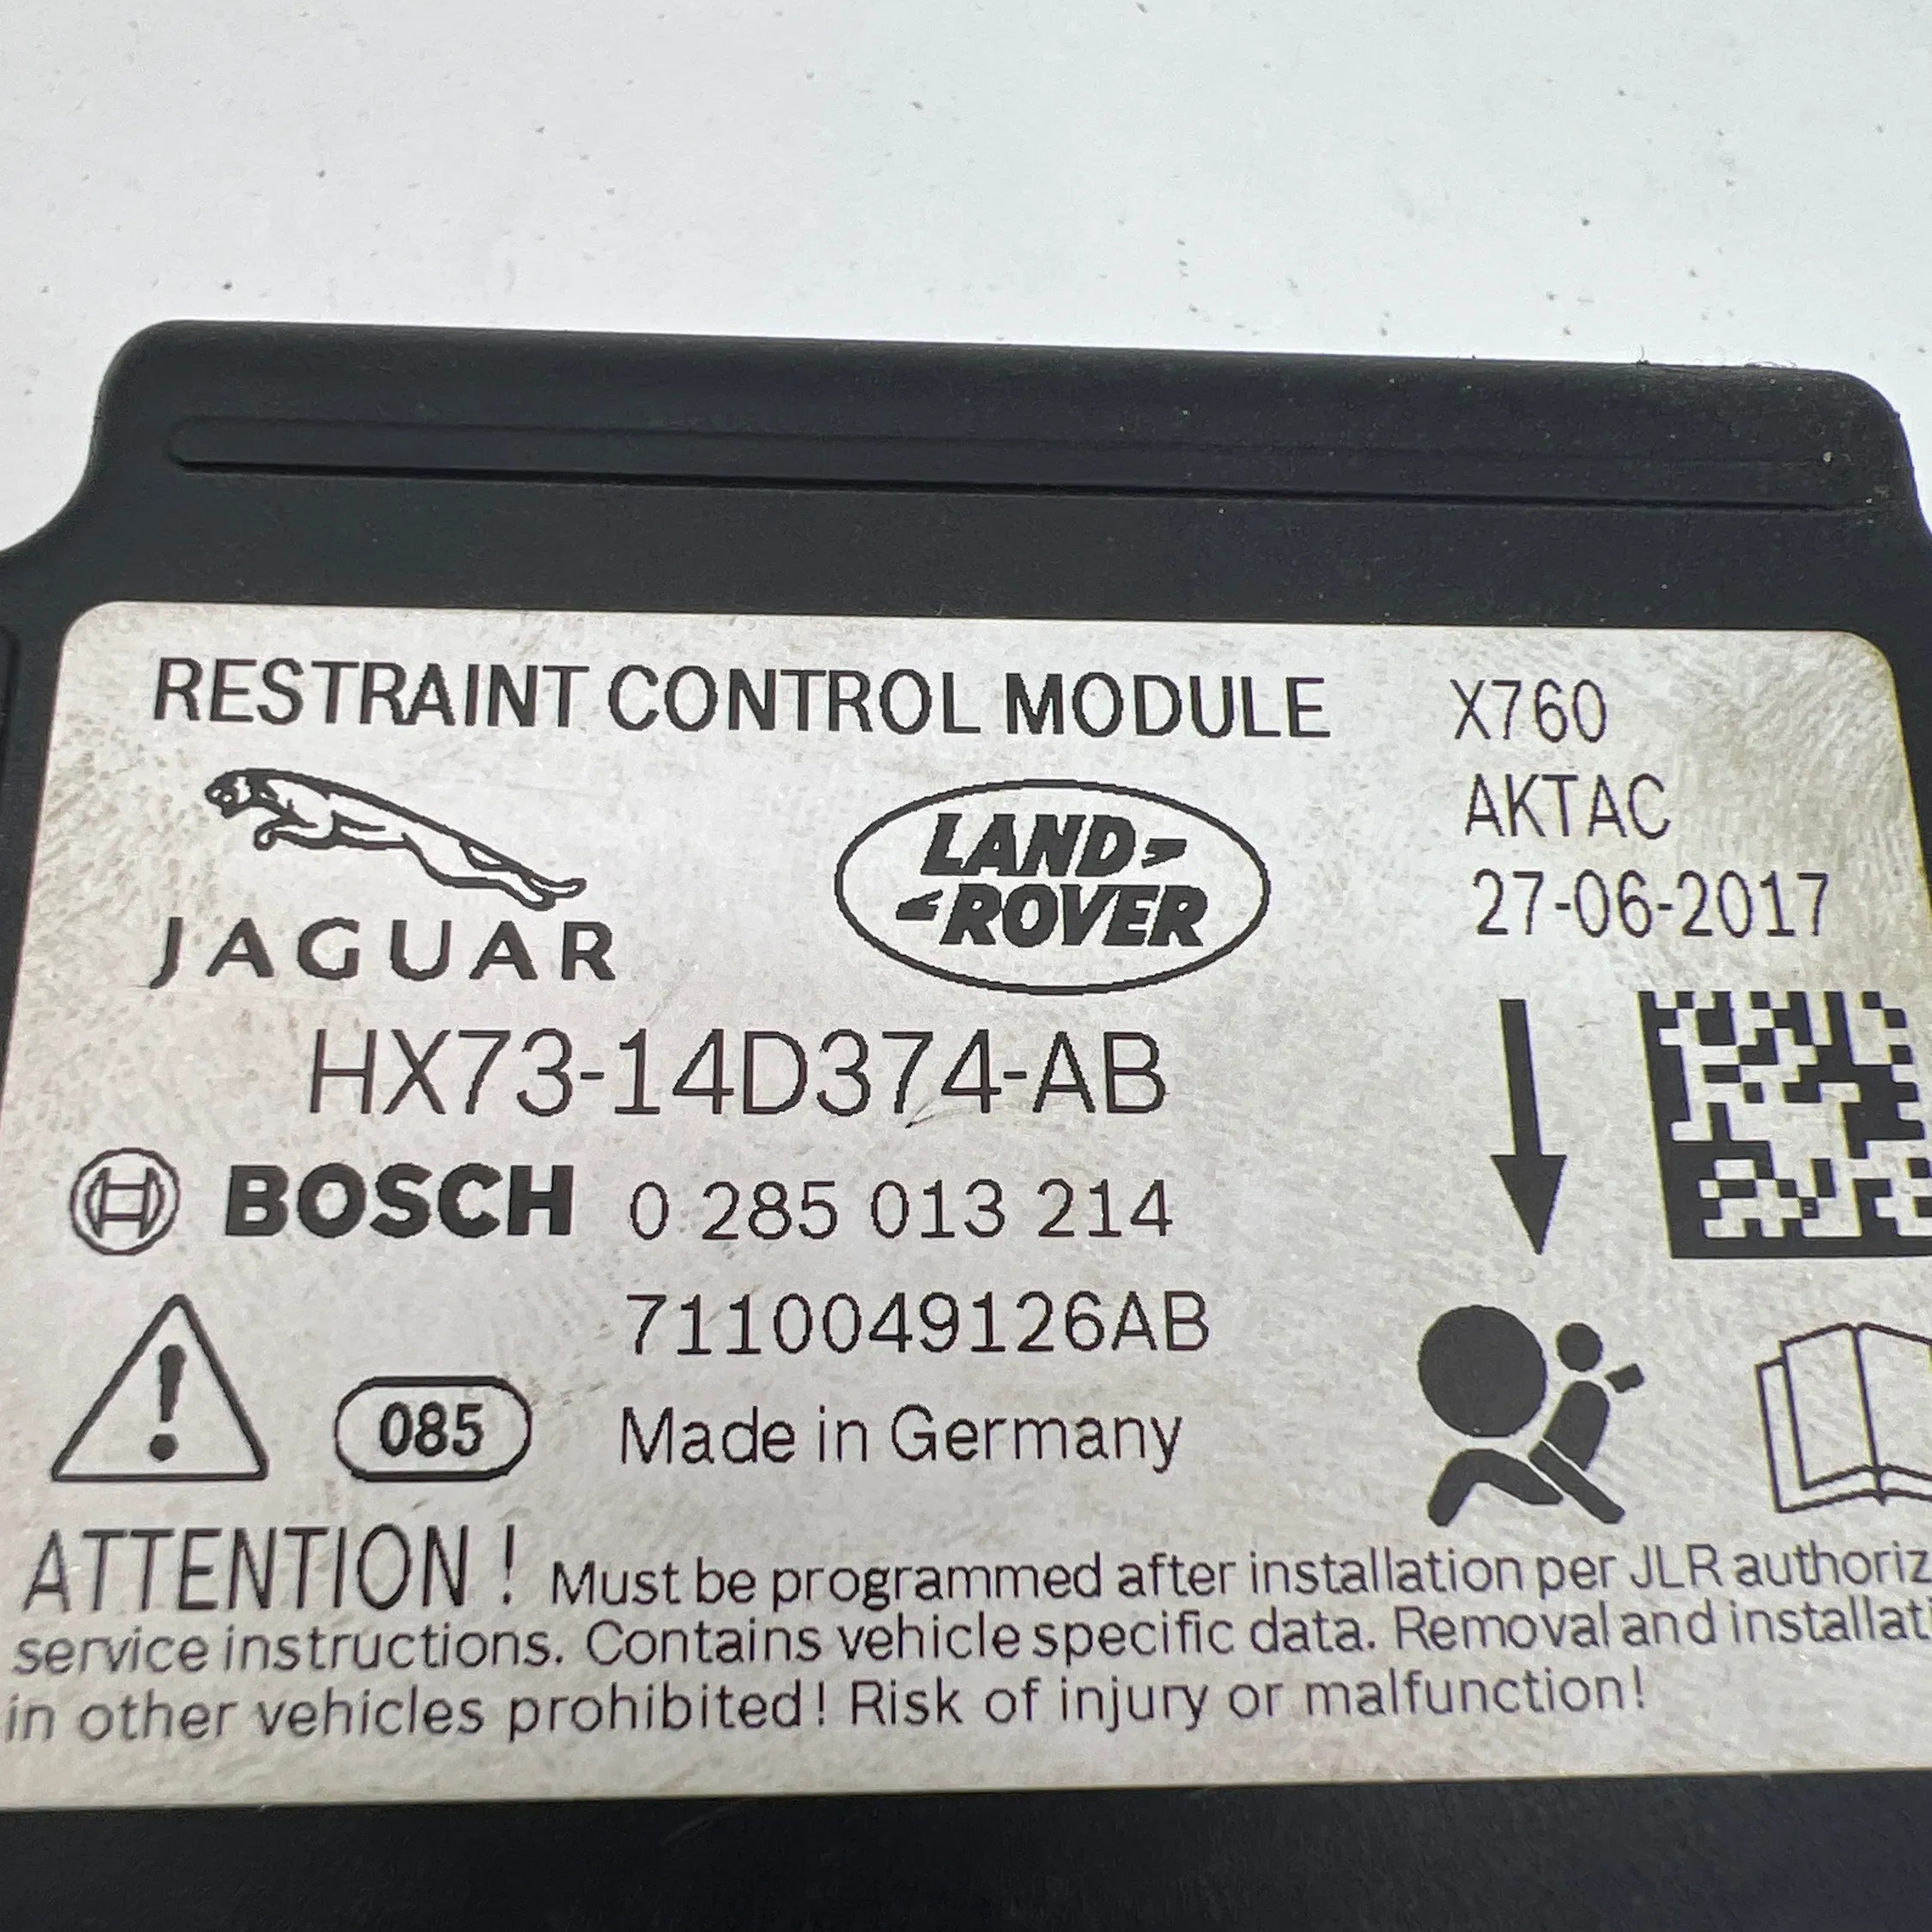 RESTRAINT CONTROL MODULE
X760
AKTAC
27-06-2017
JAGUAR
LAND
ROVER
HX73-14D374-AB
BOSCH 0 285 013 214
7110049126AB
085
Made in Germany
ATTENTION ! Must be programmed after installation per JLR authoriz
service instructions. Contains vehicle specific data. Removal and installati
in other vehicles prohibited! Risk of injury or malfunction!